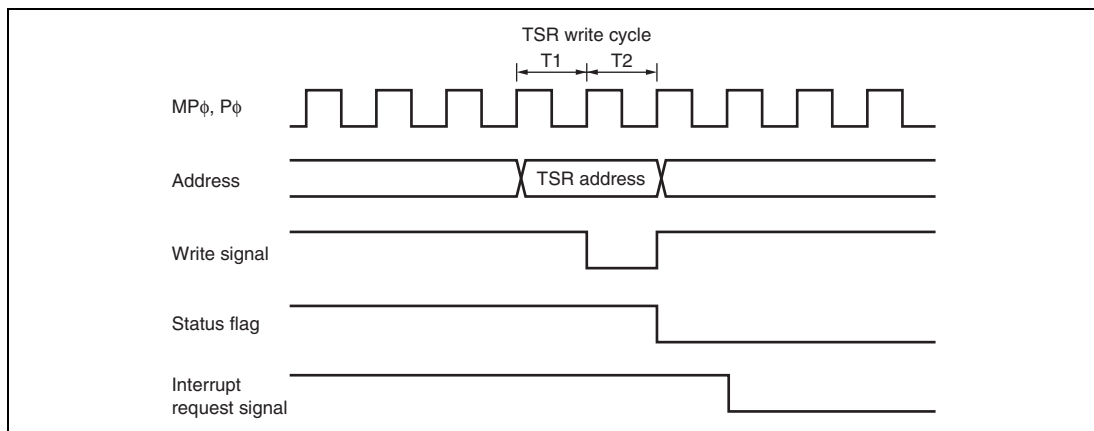 TSR write cycle
T1 T2
MPφ, Pφ
Address
TSR address
Write signal
Status flag
Interrupt
request signal